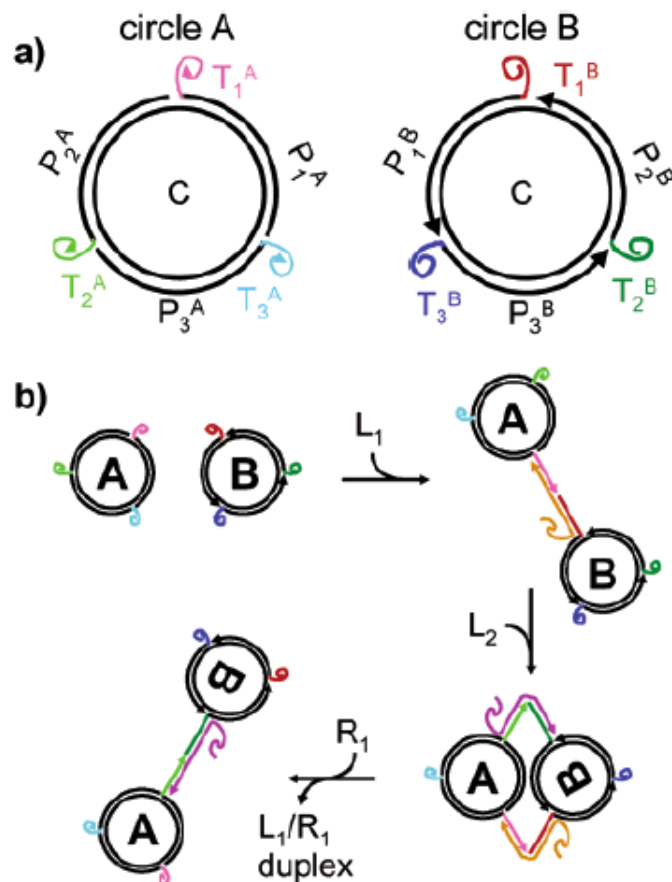 circle A circle B
a)
T₁ᴬ T₁ᴮ
P₂ᴬ P₁ᴬ P₁ᴮ P₂ᴮ
C C
T₂ᴬ T₃ᴬ T₃ᴮ T₂ᴮ
P₃ᴬ P₃ᴮ
b)
A B
L₁
A
B
L₂
B
A
R₁
L₁/R₁
duplex
A B